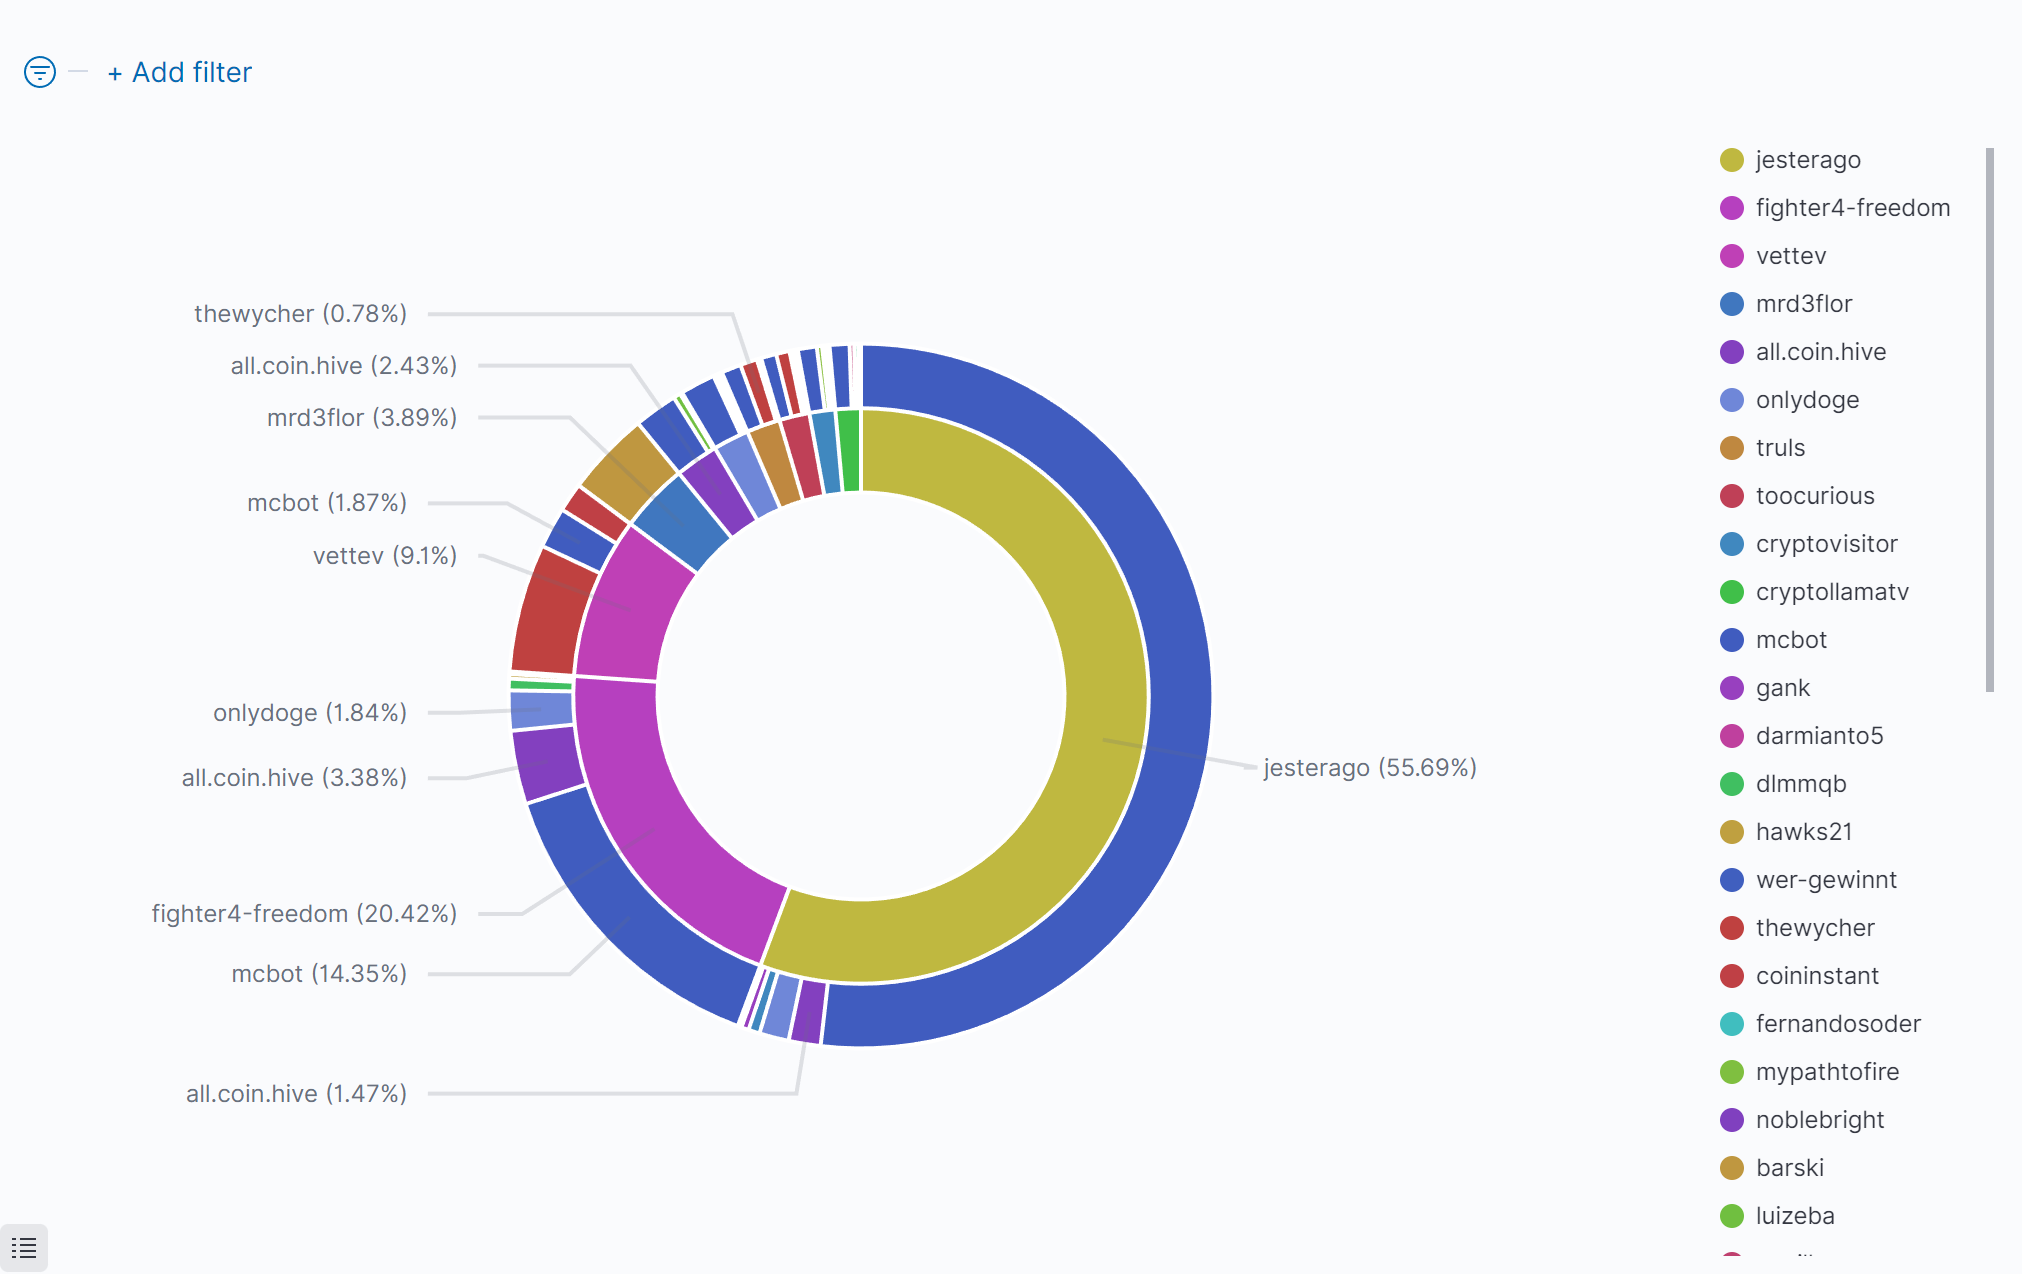 + Add filter
thewycher (0.78%)
all.coin.hive (2.43%)
mrd3flor (3.89%)
mcbot (1.87%)
vettev (9.1%)
onlydoge (1.84%)
all.coin.hive (3.38%)
fighter4-freedom (20.42%)
mcbot (14.35%)
all.coin.hive (1.47%)
jesterago (55.69%)
jesterago
fighter4-freedom
vettev
mrd3flor
all.coin.hive
onlydoge
truls
toocurious
cryptovisitor
cryptollamatv
mcbot
gank
darmianto5
dlmmqb
hawks21
wer-gewinnt
thewycher
coininstant
fernandosoder
mypathtofire
noblebright
barski
luizeba